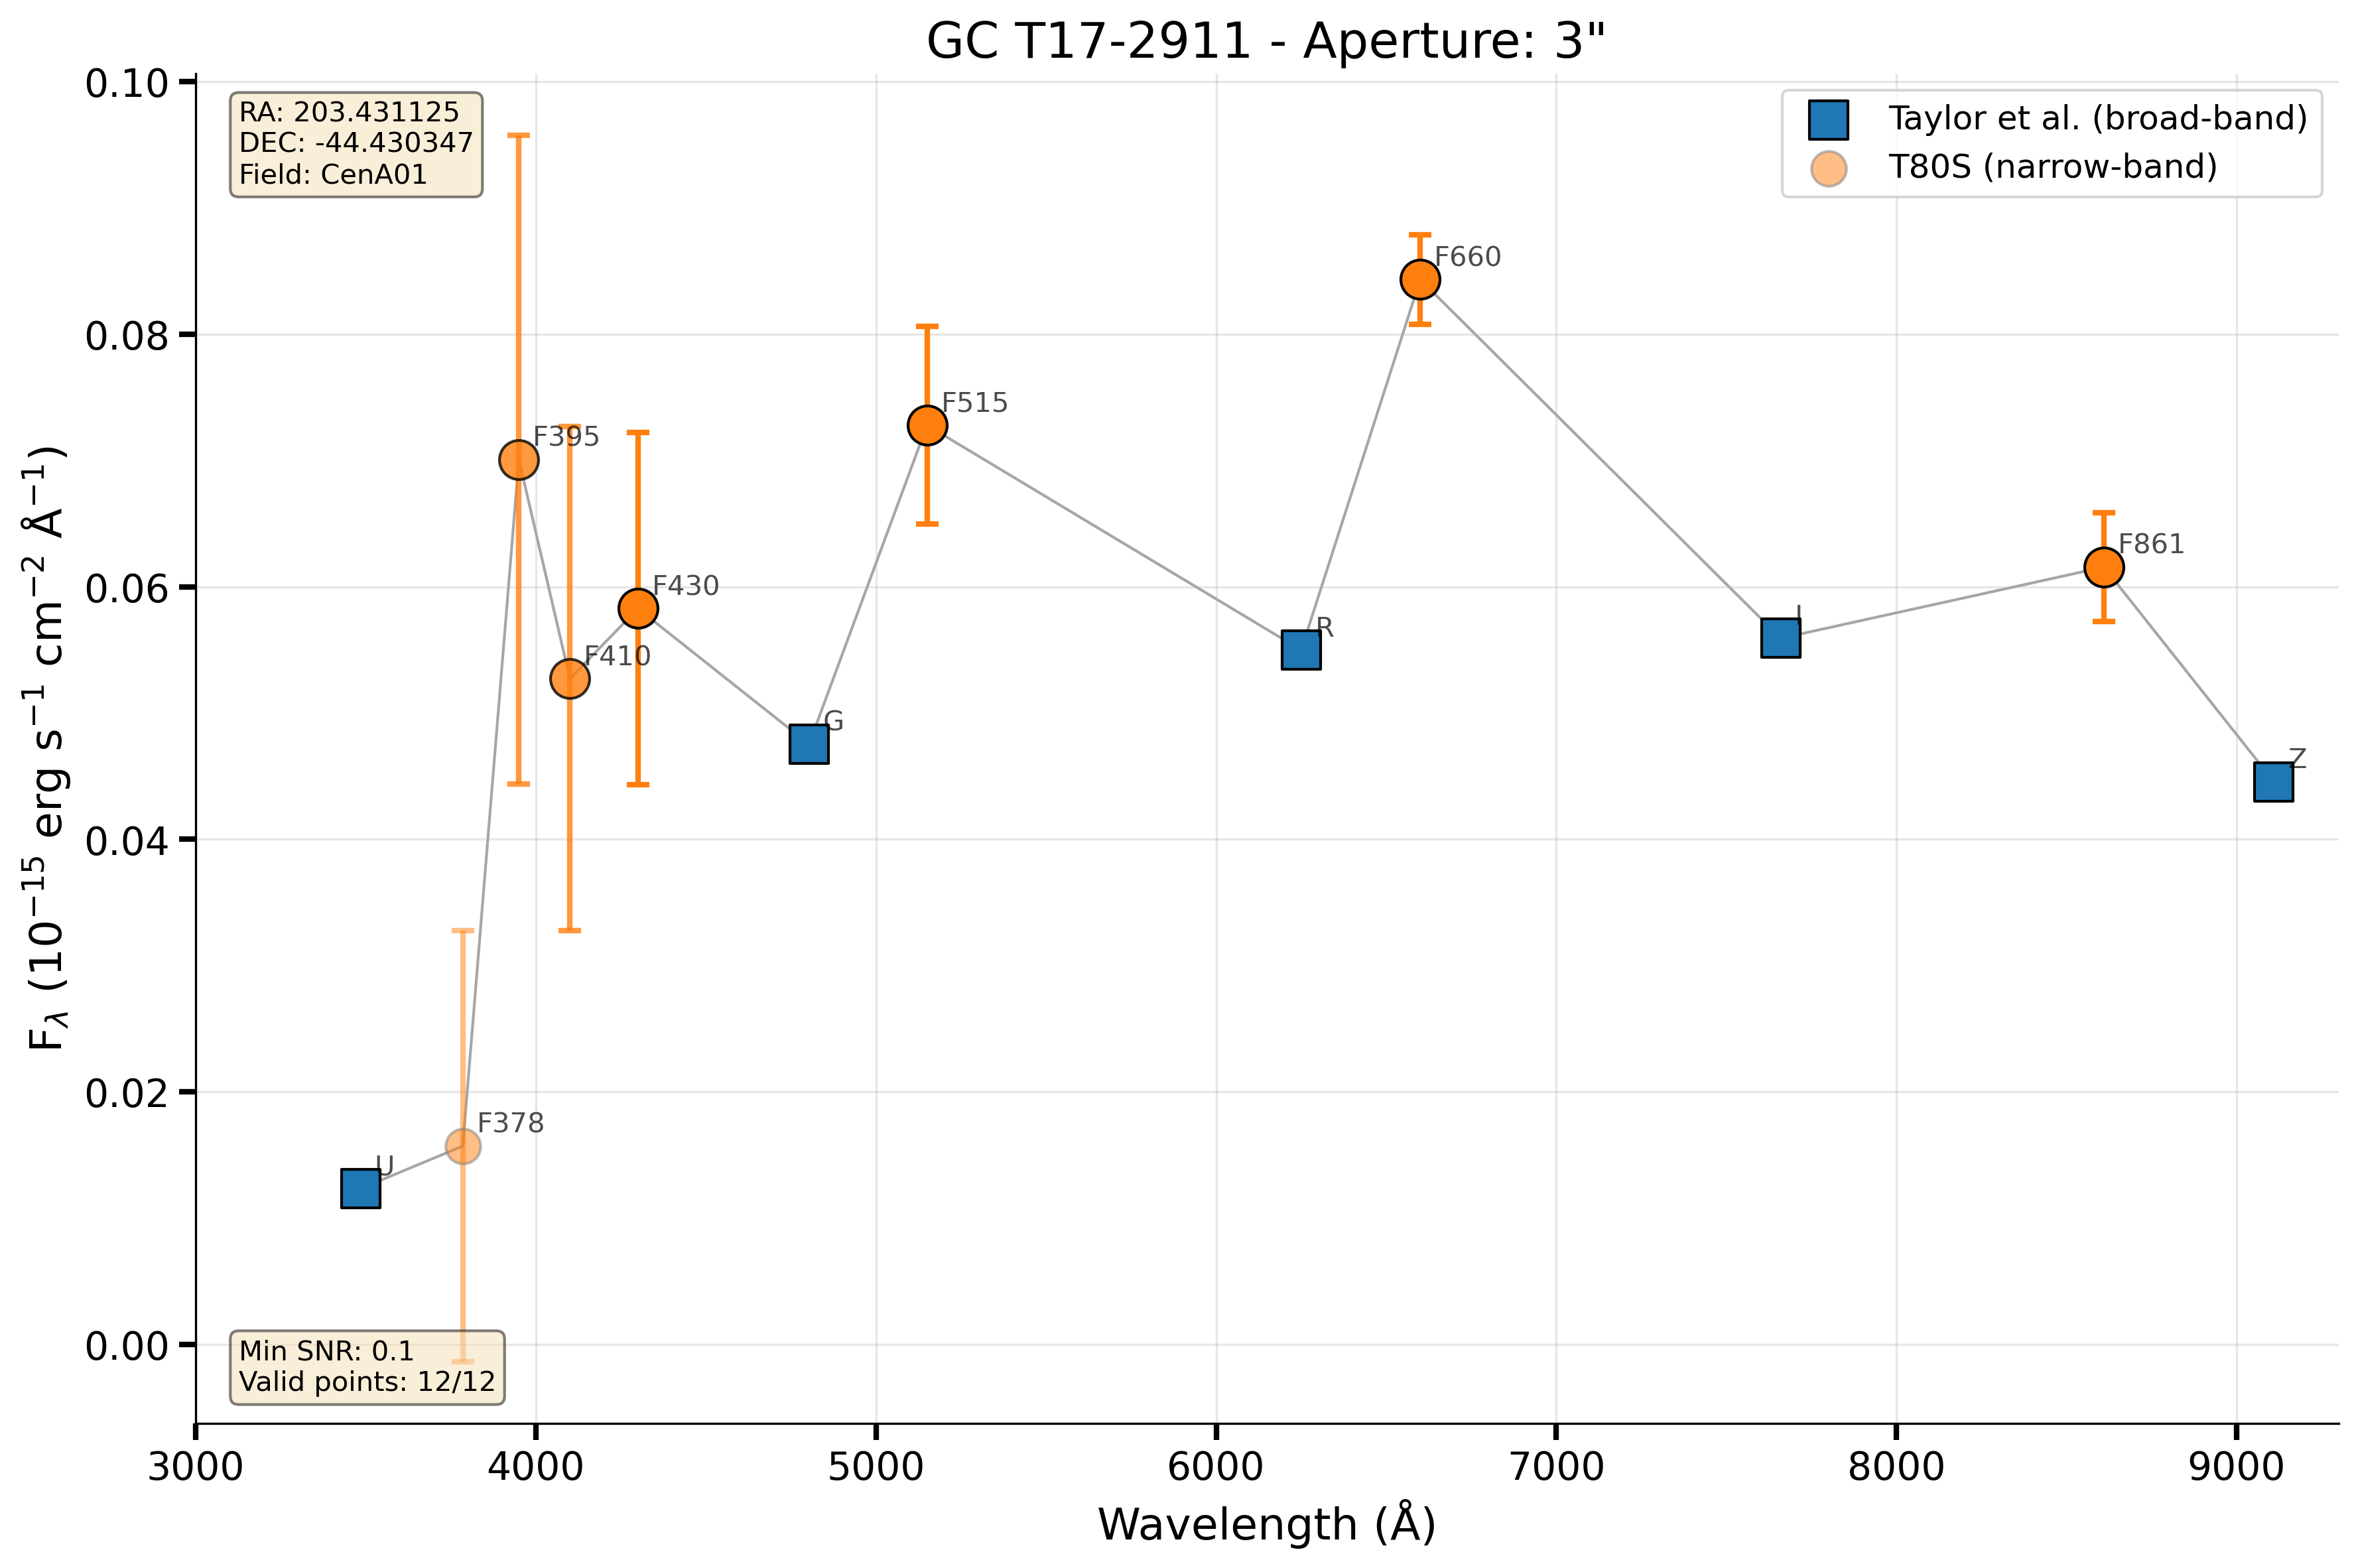 GC T17-2911 - Aperture: 3"
RA: 203.431125
DEC: -44.430347
Field: CenA01
Taylor et al. (broad-band)
T80S (narrow-band)
0.10
0.08
0.06
0.04
0.02
0.00
F_λ (10⁻¹⁵ erg s⁻¹ cm⁻² Å⁻¹)
U
F378
F395
F410
F430
G
F515
R
F660
I
F861
Z
Min SNR: 0.1
Valid points: 12/12
3000
4000
5000
6000
7000
8000
9000
Wavelength (Å)